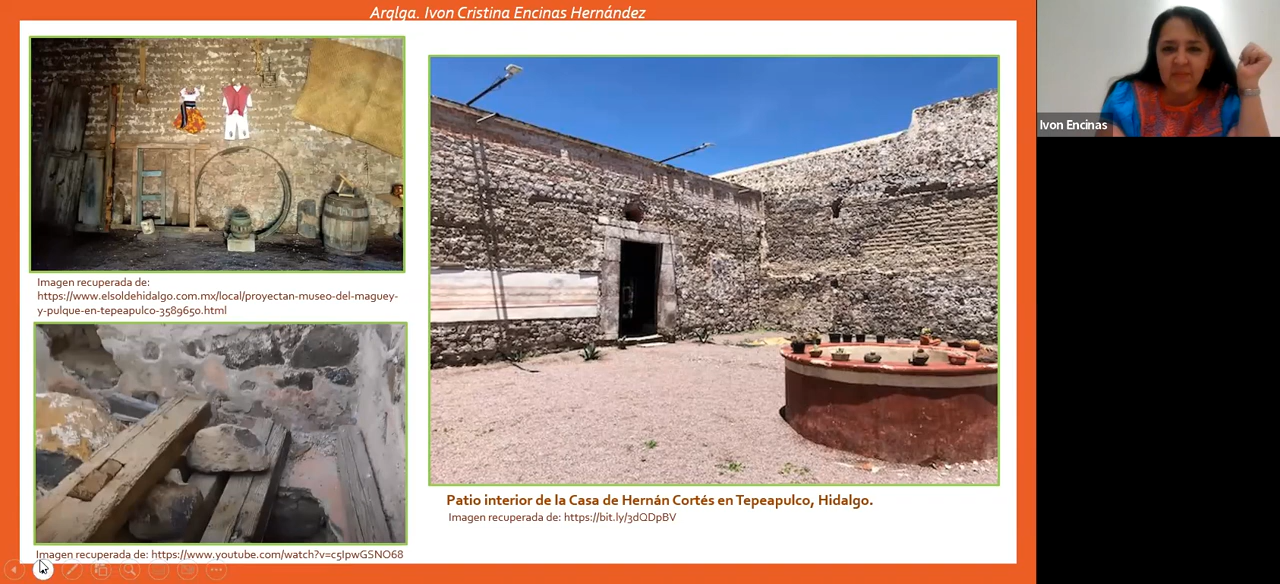 Arqlga. Ivon Cristina Encinas Hernández
Ivon Encinas
Imagen recuperada de:
https://www.elsoldehidalgo.com.mx/local/proyectan-museo-del-maguey-
y-pulque-en-tepeapulco-3589650.html
Patio interior de la Casa de Hernán Cortés en Tepeapulco, Hidalgo.
Imagen recuperada de: https://bit.ly/3dQDpBV
Imagen recuperada de: https://www.youtube.com/watch?v=c5IpwGSNO68